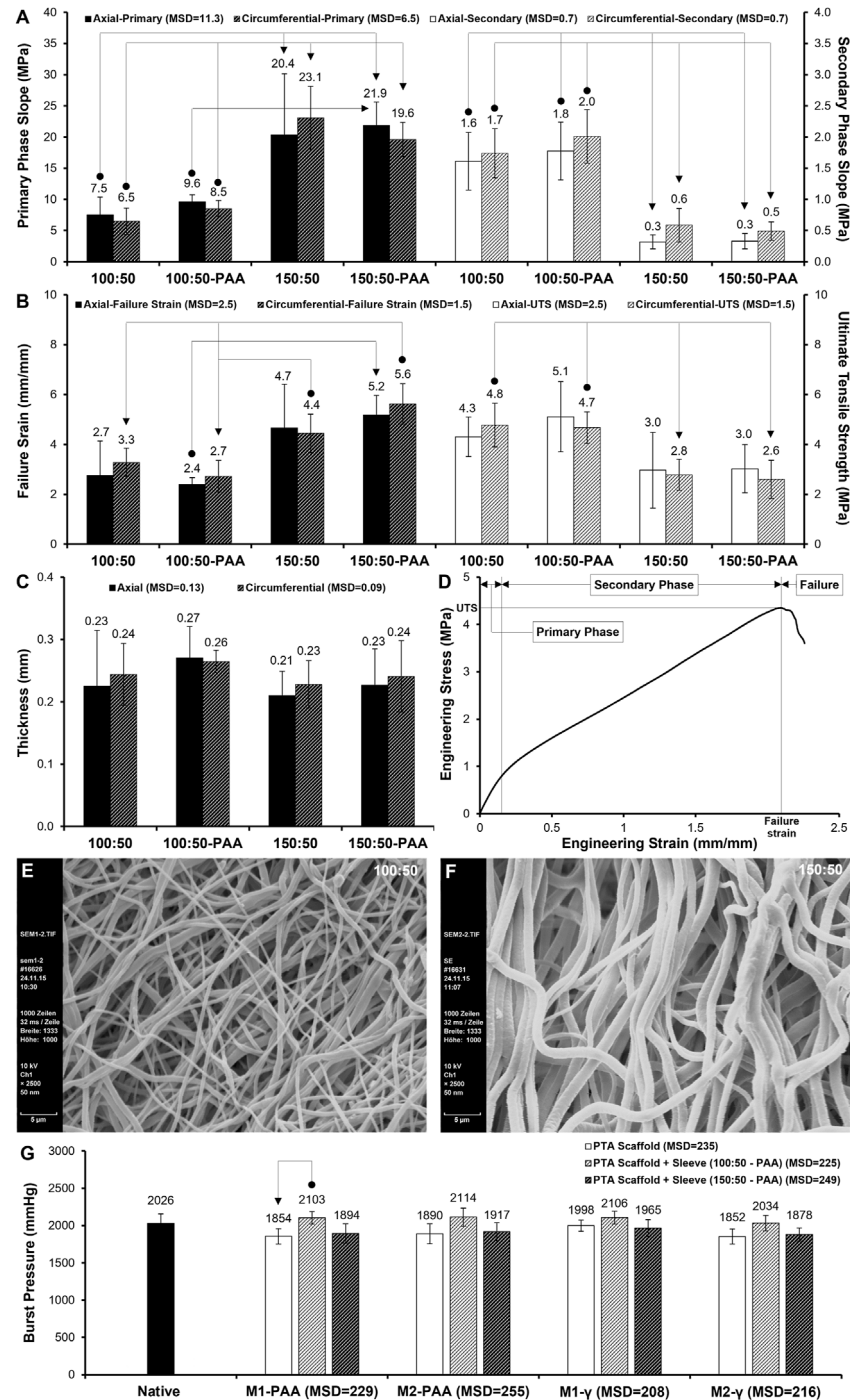 A
Axial-Primary (MSD=11.3) Circumferential-Primary (MSD=6.5) Axial-Secondary (MSD=0.7) Circumferential-Secondary (MSD=0.7)
Primary Phase Slope (MPa)
40
35
30
25
20
15
10
5
0
7.5 6.5 9.6 8.5 20.4 23.1 21.9 19.6 1.6 1.7 1.8 2.0 0.3 0.6 0.3 0.5
4.0
3.5
3.0
2.5
2.0
1.5
1.0
0.5
0.0
Secondary Phase Slope (MPa)
100:50 100:50-PAA 150:50 150:50-PAA 100:50 100:50-PAA 150:50 150:50-PAA
B
Axial-Failure Strain (MSD=2.5) Circumferential-Failure Strain (MSD=1.5) Axial-UTS (MSD=2.5) Circumferential-UTS (MSD=1.5)
Failure Srain (mm/mm)
10
8
6
4
2
0
2.7 3.3 2.4 2.7 4.7 4.4 5.2 5.6 4.3 4.8 5.1 4.7 3.0 2.8 3.0 2.6
10
8
6
4
2
0
Ultimate Tensile Strength (MPa)
100:50 100:50-PAA 150:50 150:50-PAA 100:50 100:50-PAA 150:50 150:50-PAA
C
Axial (MSD=0.13) Circumferential (MSD=0.09)
Thickness (mm)
0.4
0.3
0.2
0.1
0.0
0.23 0.24 0.27 0.26 0.21 0.23 0.23 0.24
100:50 100:50-PAA 150:50 150:50-PAA
D
Engineering Stress (MPa)
5
UTS
4
3
2
1
0
Secondary Phase Failure
Primary Phase
0 0.5 1 1.5 2 2.5
Failure
strain
Engineering Strain (mm/mm)
E
100:50
SEM1-2.TIF
sem1-2
#16626
24.11.15
10:30
1000 Zeilen
32 ms / Zeile
Breite: 1333
Höhe: 1000
10 kV
Ch1
× 2500
50 nm
5 µm
F
150:50
SEM2-2.TIF
SE
#16631
24.11.15
11:07
1000 Zeilen
32 ms / Zeile
Breite: 1333
Höhe: 1000
10 kV
Ch1
× 2500
50 nm
5 µm
G
PTA Scaffold (MSD=235)
PTA Scaffold + Sleeve (100:50 - PAA) (MSD=225)
PTA Scaffold + Sleeve (150:50 - PAA) (MSD=249)
Burst Pressure (mmHg)
3000
2500
2000
1500
1000
500
0
2026 1854 2103 1894 1890 2114 1917 1998 2106 1965 1852 2034 1878
Native M1-PAA (MSD=229) M2-PAA (MSD=255) M1-γ (MSD=208) M2-γ (MSD=216)